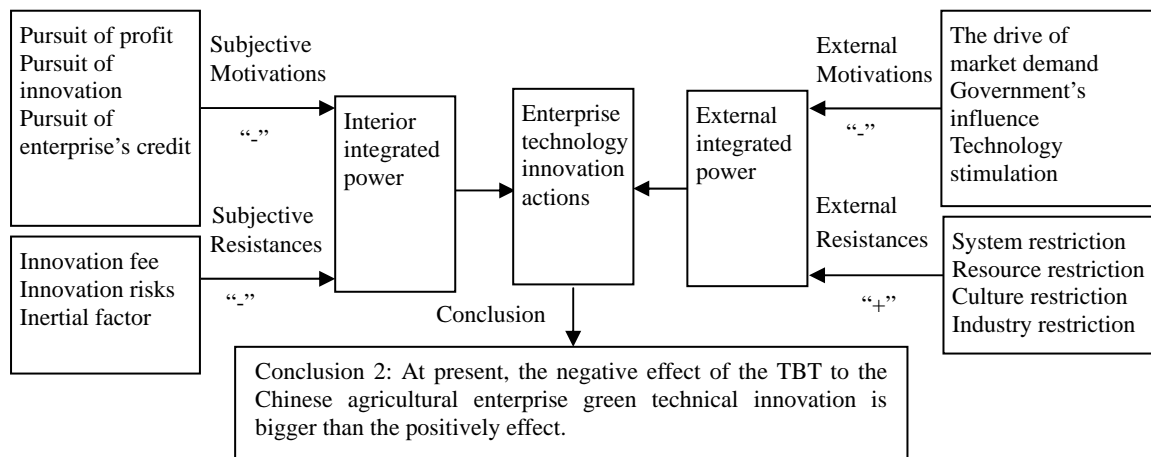 Pursuit of profit
Pursuit of
innovation
Pursuit of
enterprise’s credit
Subjective
Motivations
“-”
Innovation fee
Innovation risks
Inertial factor
Subjective
Resistances
“-”
Interior
integrated
power
Enterprise
technology
innovation
actions
External
integrated
power
External
Motivations
“-”
The drive of
market demand
Government’s
influence
Technology
stimulation
External
Resistances
“+”
System restriction
Resource restriction
Culture restriction
Industry restriction
Conclusion
Conclusion 2: At present, the negative effect of the TBT to the
Chinese agricultural enterprise green technical innovation is
bigger than the positively effect.